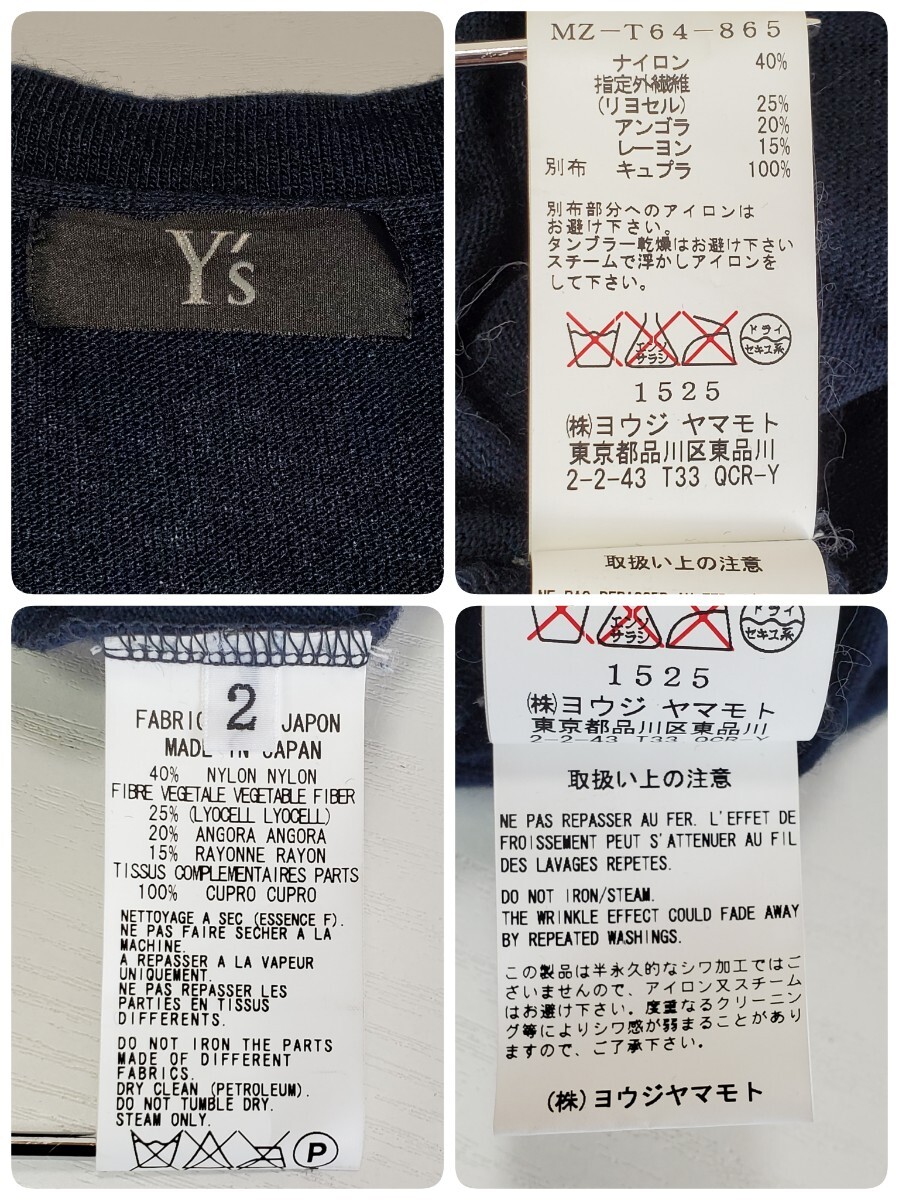 Y's
MZ-T64-865
ナイロン 40%
指定外繊維
(リヨセル) 25%
アンゴラ 20%
レーヨン 15%
別布 キュプラ 100%
別布部分へのアイロンは
お避け下さい。
タンブラー乾燥はお避け下さい
スチームで浮かしアイロンを
して下さい。
エンソ
サラシ
ドライ
セキユ系
1525
㈱ヨウジ ヤマモト
東京都品川区東品川
2-2-43 T33 QCR-Y
取扱い上の注意
NE PAS REPASSER AU FER.
2
FABRIC JAPON
MADE IN JAPAN
40% NYLON NYLON
FIBRE VEGETALE VEGETABLE FIBER
25% (LYOCELL LYOCELL)
20% ANGORA ANGORA
15% RAYONNE RAYON
TISSUS COMPLEMENTAIRES PARTS
100% CUPRO CUPRO
NETTOYAGE A SEC (ESSENCE F).
NE PAS FAIRE SECHER A LA
MACHINE.
A REPASSER A LA VAPEUR
UNIQUEMENT.
NE PAS REPASSER LES
PARTIES EN TISSUS
DIFFERENTS.
DO NOT IRON THE PARTS
MADE OF DIFFERENT
FABRICS.
DRY CLEAN (PETROLEUM).
DO NOT TUMBLE DRY.
STEAM ONLY.
P
エンソ
サラシ
ドライ
セキユ系
1525
㈱ヨウジ ヤマモト
東京都品川区東品川
2-2-43 T33 QCR-Y
取扱い上の注意
NE PAS REPASSER AU FER. L'EFFET DE
FROISSEMENT PEUT S'ATTENUER AU FIL
DES LAVAGES REPETES.
DO NOT IRON/STEAM.
THE WRINKLE EFFECT COULD FADE AWAY
BY REPEATED WASHINGS.
この製品は半永久的なシワ加工ではご
ざいませんので、アイロン又スチーム
はお避け下さい。度重なるクリーニン
グ等によりシワ感が弱まることがあり
ますので、ご了承下さい。
(株)ヨウジヤマモト